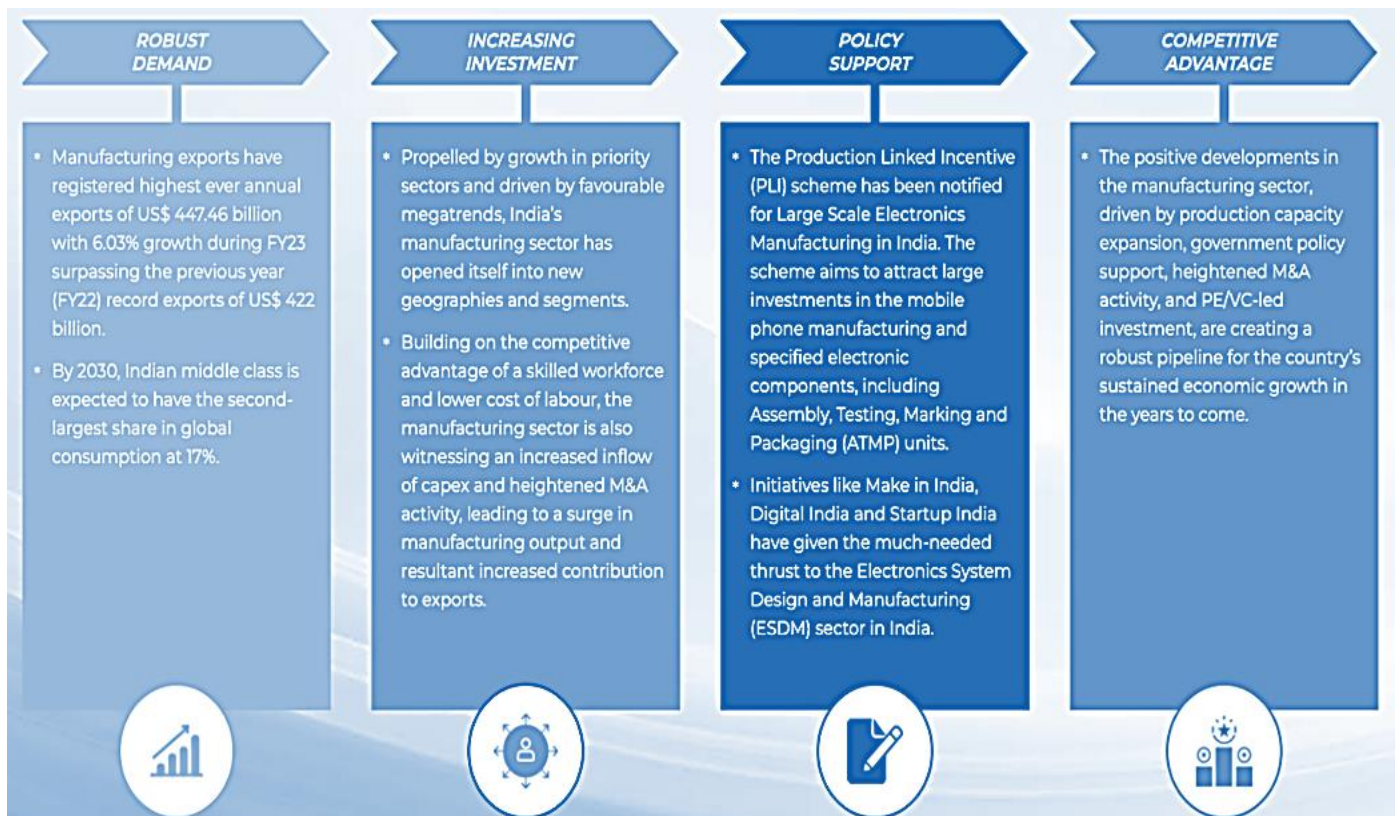 ROBUST
DEMAND
* Manufacturing exports have
registered highest ever annual
exports of US$ 447.46 billion
with 6.03% growth during FY23
surpassing the previous year
(FY22) record exports of US$ 422
billion.
* By 2030, Indian middle class is
expected to have the second-
largest share in global
consumption at 17%.
INCREASING
INVESTMENT
* Propelled by growth in priority
sectors and driven by favourable
megatrends, India's
manufacturing sector has
opened itself into new
geographies and segments.
* Building on the competitive
advantage of a skilled workforce
and lower cost of labour, the
manufacturing sector is also
witnessing an increased inflow
of capex and heightened M&A
activity, leading to a surge in
manufacturing output and
resultant increased contribution
to exports.
POLICY
SUPPORT
* The Production Linked Incentive
(PLI) scheme has been notified
for Large Scale Electronics
Manufacturing in India. The
scheme aims to attract large
investments in the mobile
phone manufacturing and
specified electronic
components, including
Assembly, Testing, Marking and
Packaging (ATMP) units.
* Initiatives like Make in India,
Digital India and Startup India
have given the much-needed
thrust to the Electronics System
Design and Manufacturing
(ESDM) sector in India.
COMPETITIVE
ADVANTAGE
* The positive developments in
the manufacturing sector,
driven by production capacity
expansion, government policy
support, heightened M&A
activity, and PE/VC-led
investment, are creating a
robust pipeline for the country's
sustained economic growth in
the years to come.